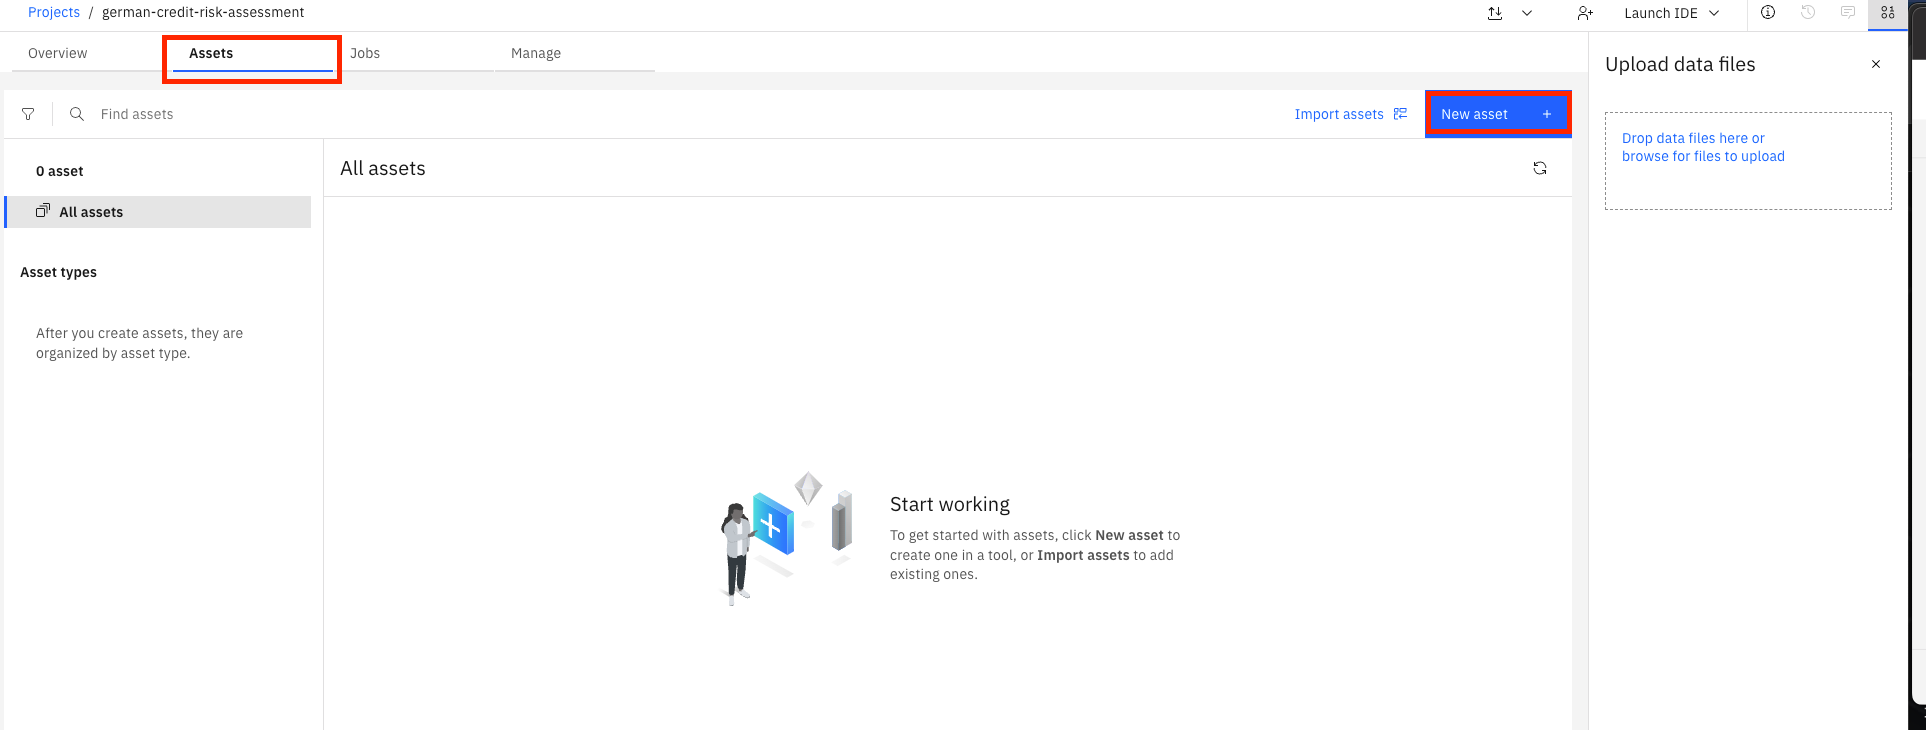 Projects / german-credit-risk-assessment
Launch IDE
Overview
Assets
Jobs
Manage
Upload data files
Find assets
Import assets
New asset +
Drop data files here or
browse for files to upload
0 asset
All assets
All assets
Asset types
After you create assets, they are
organized by asset type.
Start working
To get started with assets, click New asset to
create one in a tool, or Import assets to add
existing ones.